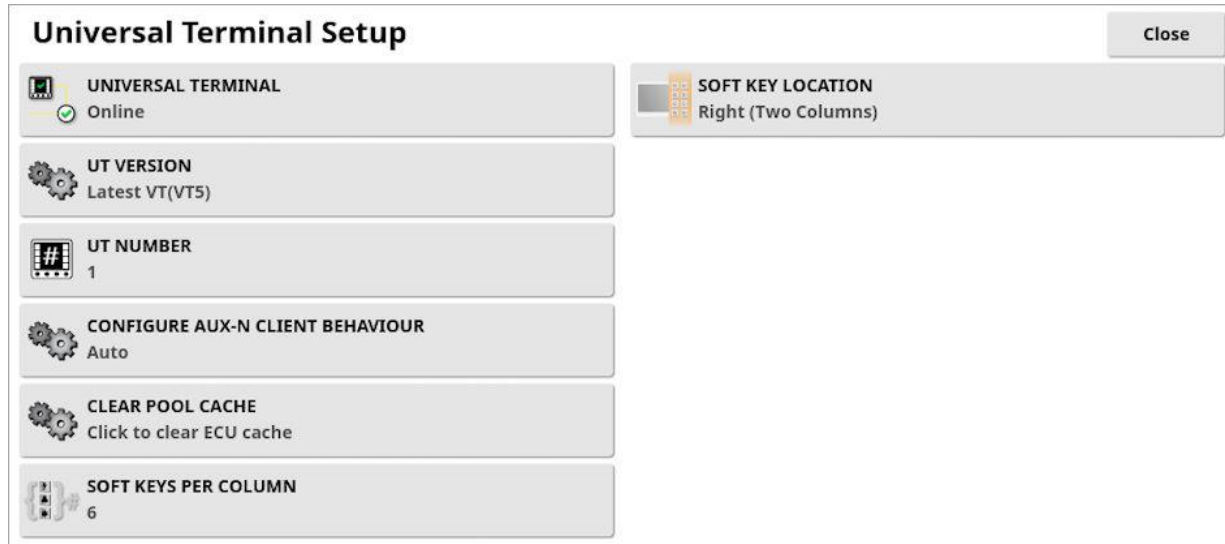 Universal Terminal Setup
Close
UNIVERSAL TERMINAL
Online
UT VERSION
Latest VT(VT5)
#
UT NUMBER
1
CONFIGURE AUX-N CLIENT BEHAVIOUR
Auto
CLEAR POOL CACHE
Click to clear ECU cache
#
SOFT KEYS PER COLUMN
6
SOFT KEY LOCATION
Right (Two Columns)